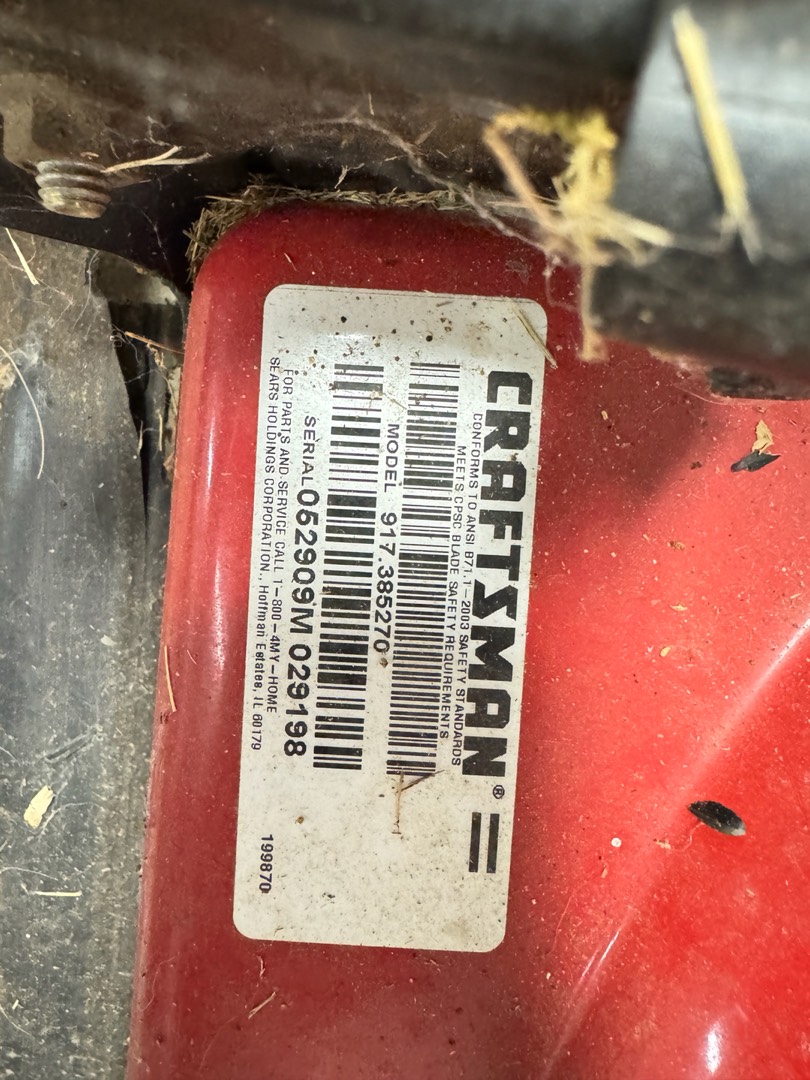 CRAFTSMAN®
CONFORMS TO ANSI B71.1-2003 SAFETY STANDARDS
MEETS CPSC BLADE SAFETY REQUIREMENTS
MODEL 917.385270
SERIAL 052909M 029198
FOR PARTS AND SERVICE CALL 1-800-4MY-HOME
SEARS HOLDINGS CORPORATION., Hoffman Estates, IL 60179
199870